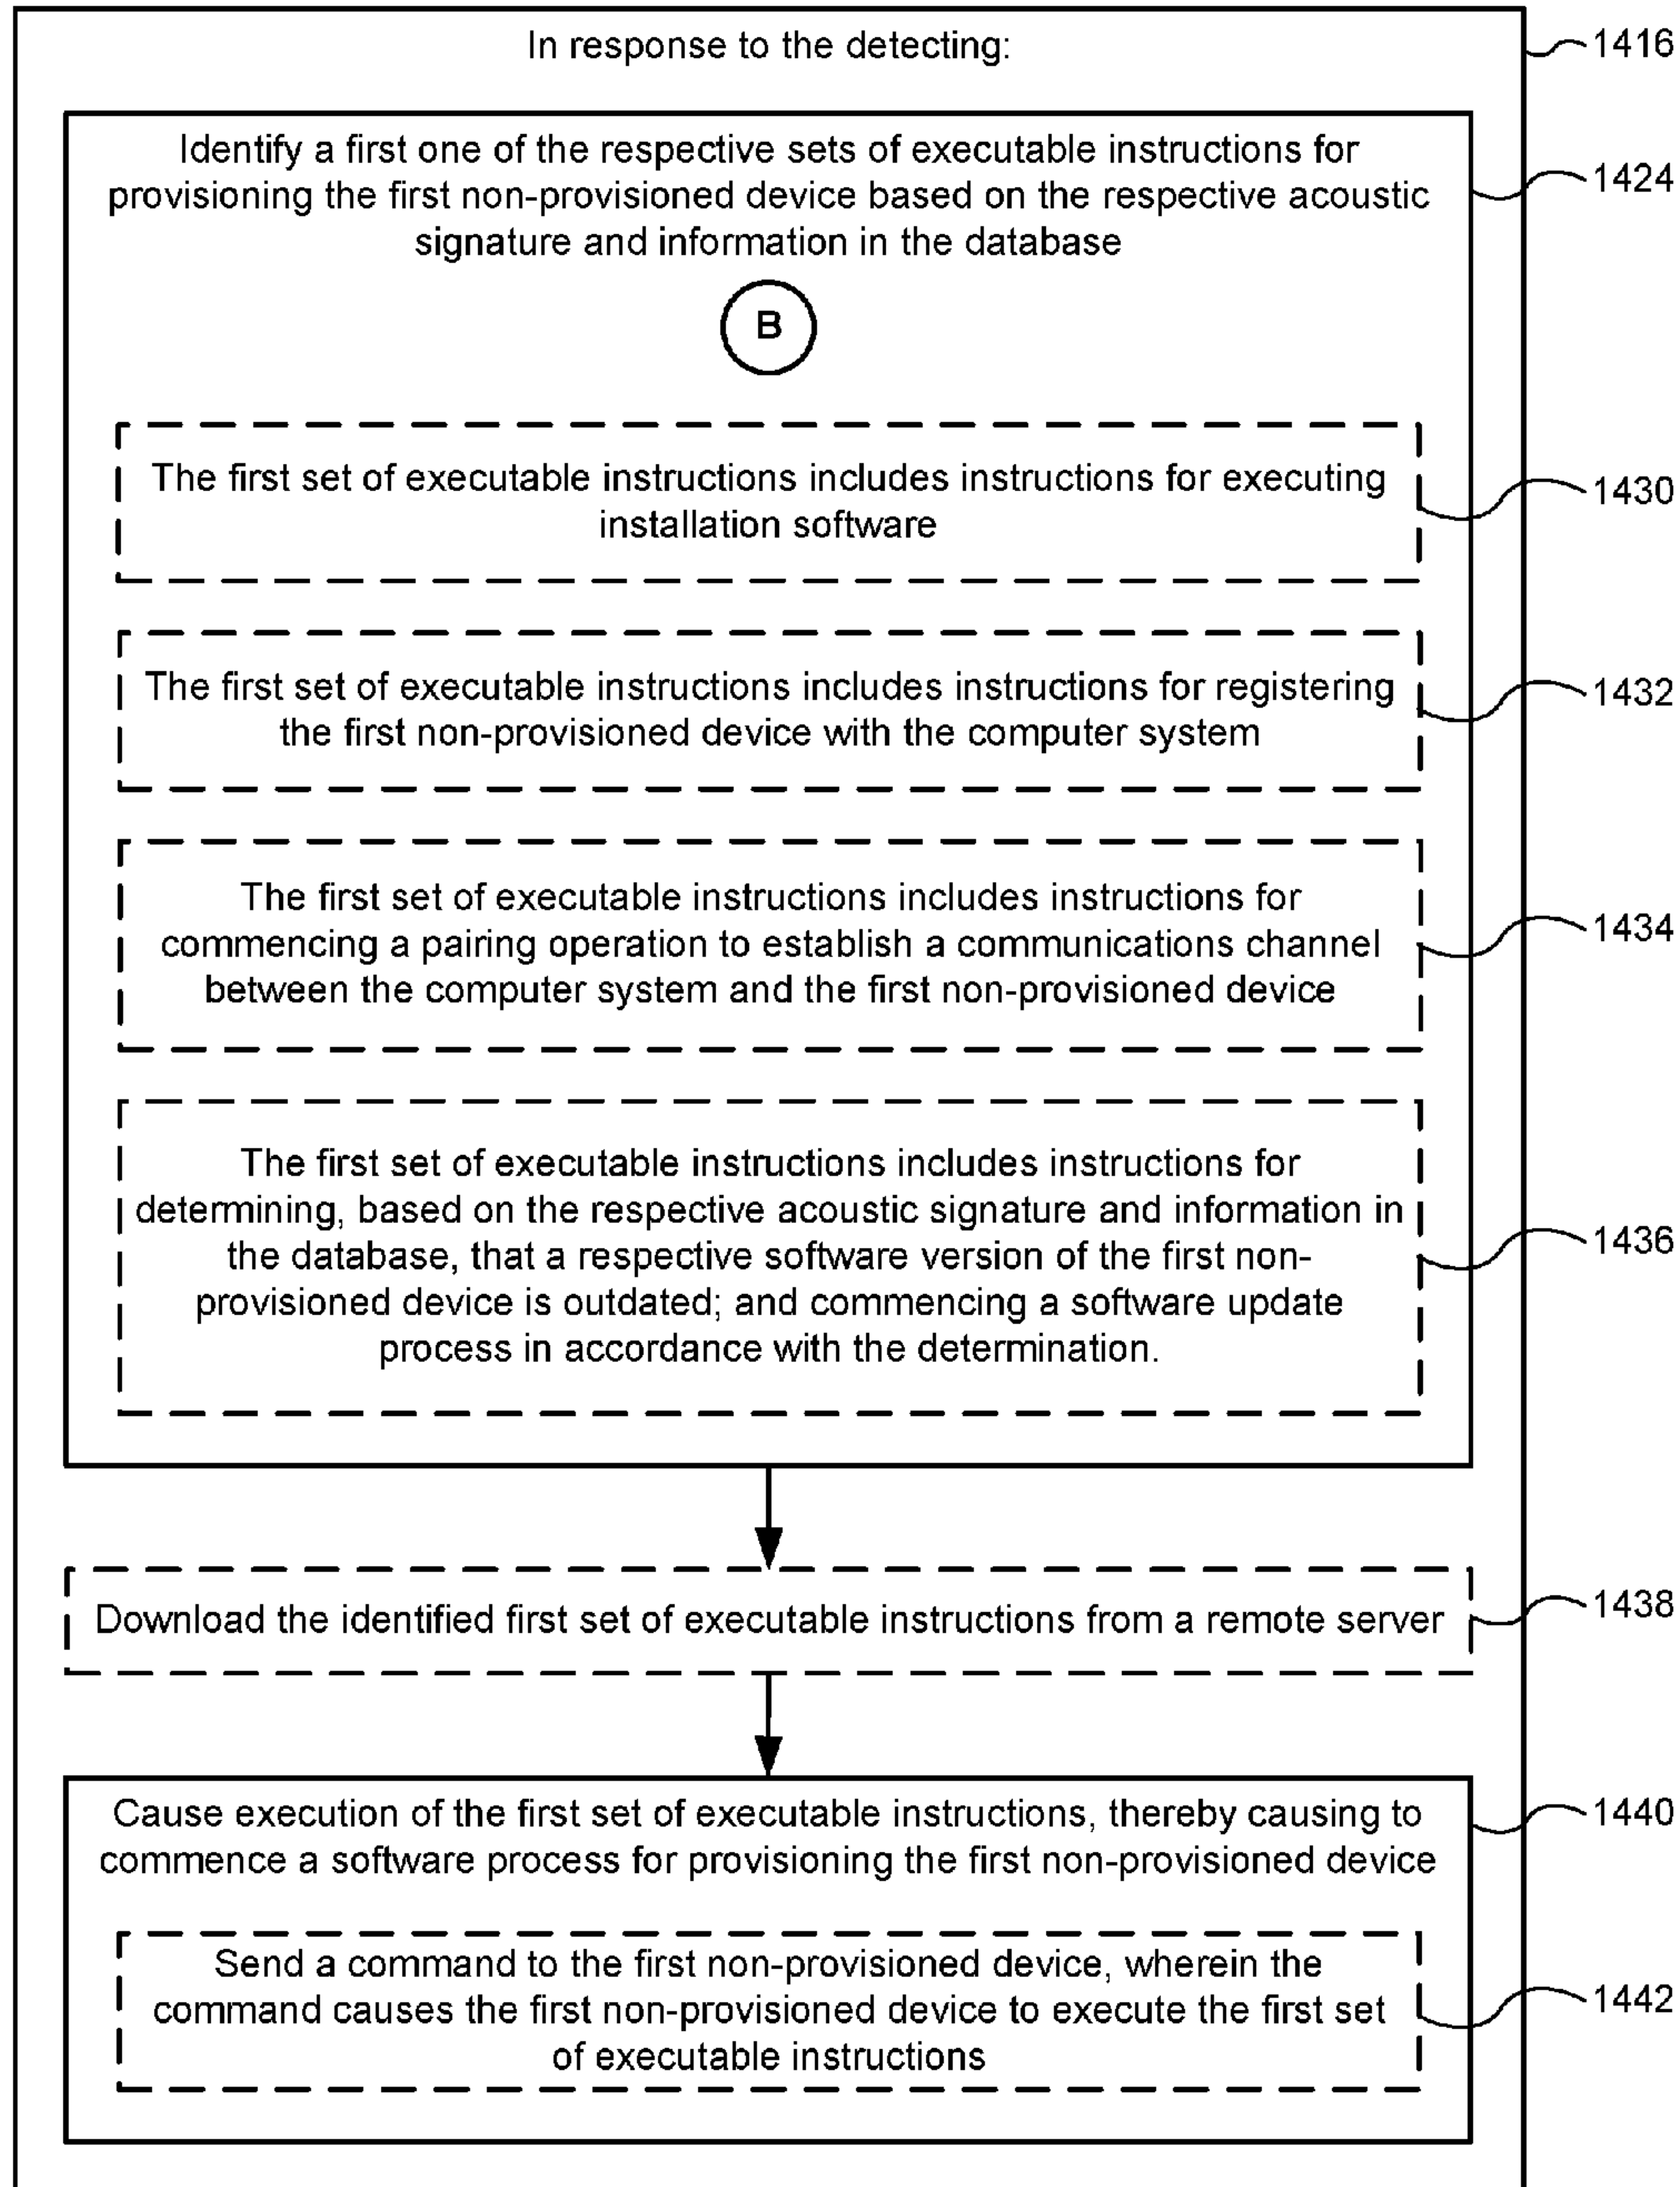 In response to the detecting:
1416
Identify a first one of the respective sets of executable instructions for
provisioning the first non-provisioned device based on the respective acoustic
signature and information in the database
1424
B
The first set of executable instructions includes instructions for executing
installation software
1430
The first set of executable instructions includes instructions for registering
the first non-provisioned device with the computer system
1432
The first set of executable instructions includes instructions for
commencing a pairing operation to establish a communications channel
between the computer system and the first non-provisioned device
1434
The first set of executable instructions includes instructions for
determining, based on the respective acoustic signature and information in
the database, that a respective software version of the first non-
provisioned device is outdated; and commencing a software update
process in accordance with the determination.
1436
Download the identified first set of executable instructions from a remote server
1438
Cause execution of the first set of executable instructions, thereby causing to
commence a software process for provisioning the first non-provisioned device
1440
Send a command to the first non-provisioned device, wherein the
command causes the first non-provisioned device to execute the first set
of executable instructions
1442